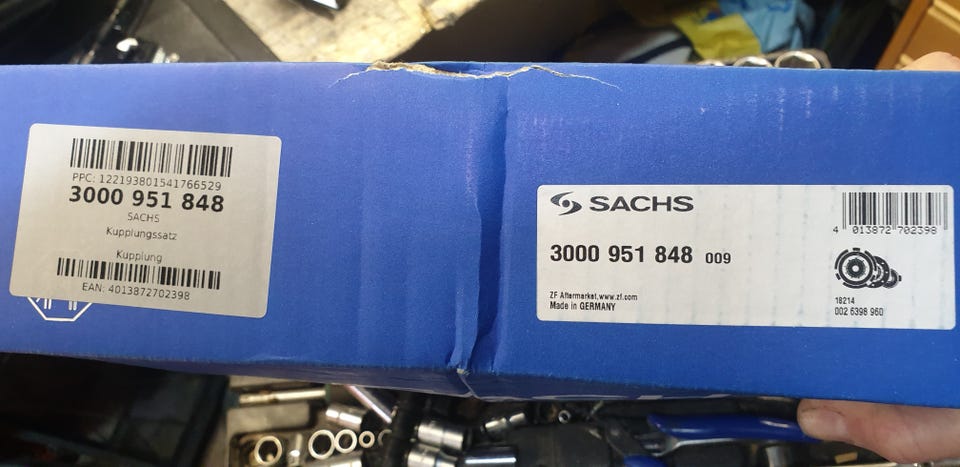 PPC: 122193801541766529
3000 951 848
SACHS
Kupplungssatz
Kupplung
EAN: 4013872702398
SACHS
3000 951 848 009
ZF Aftermarket,www.zf.com
Made in GERMANY
4 013872 702398
18214
002 6398 960